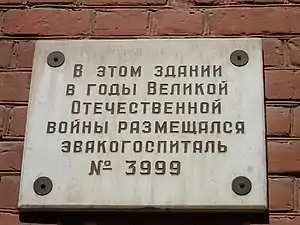 В этом здании
в годы Великой
Отечественной
войны размещался
эвакогоспиталь
№ 3999